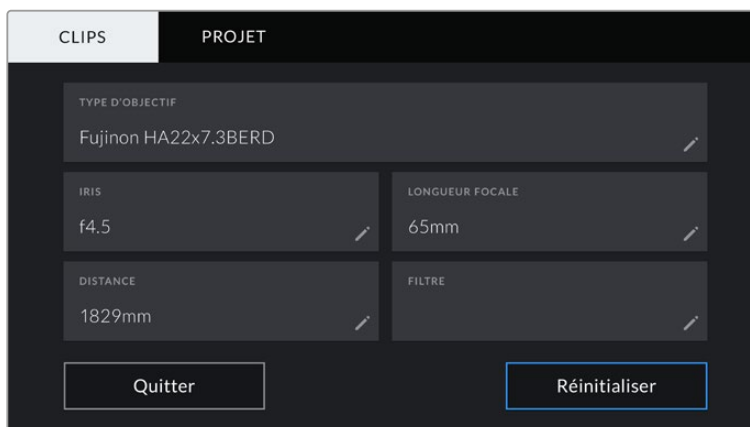 CLIPS PROJET
TYPE D'OBJECTIF
Fujinon HA22x7.3BERD
IRIS LONGUEUR FOCALE
f4.5 65mm
DISTANCE FILTRE
1829mm
Quitter Réinitialiser